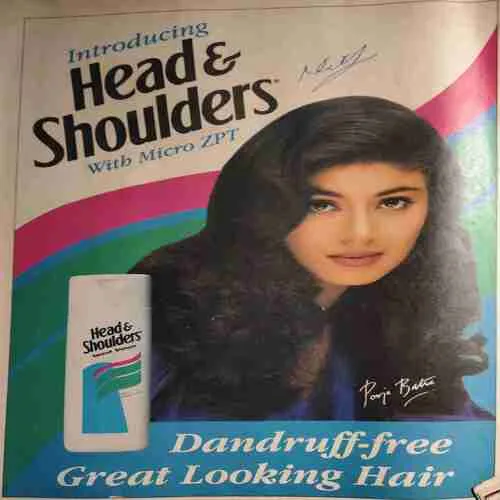 Introducing
Head &
Shoulders
With Micro ZPT
Head &
Shoulders
Pooja Batra
Dandruff-free
Great Looking Hair